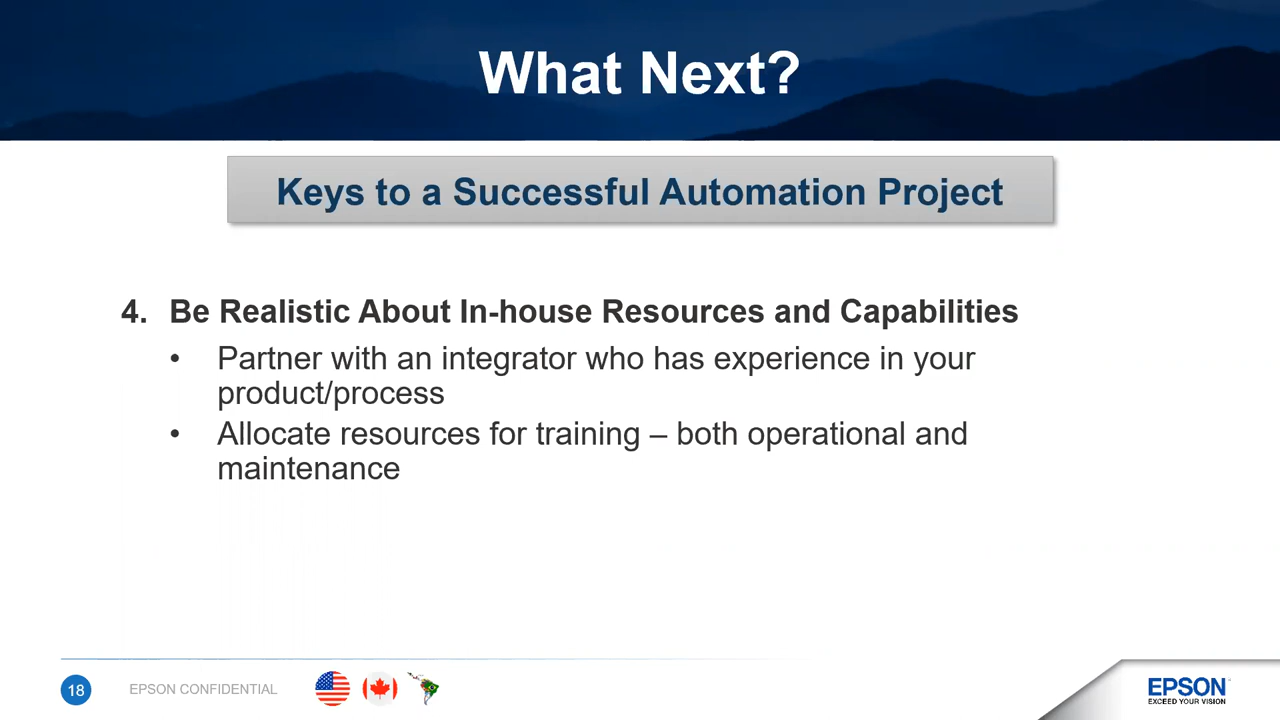 What Next?
Keys to a Successful Automation Project
4. Be Realistic About In-house Resources and Capabilities
• Partner with an integrator who has experience in your
product/process
• Allocate resources for training – both operational and
maintenance
18
EPSON CONFIDENTIAL
EPSON
EXCEED YOUR VISION